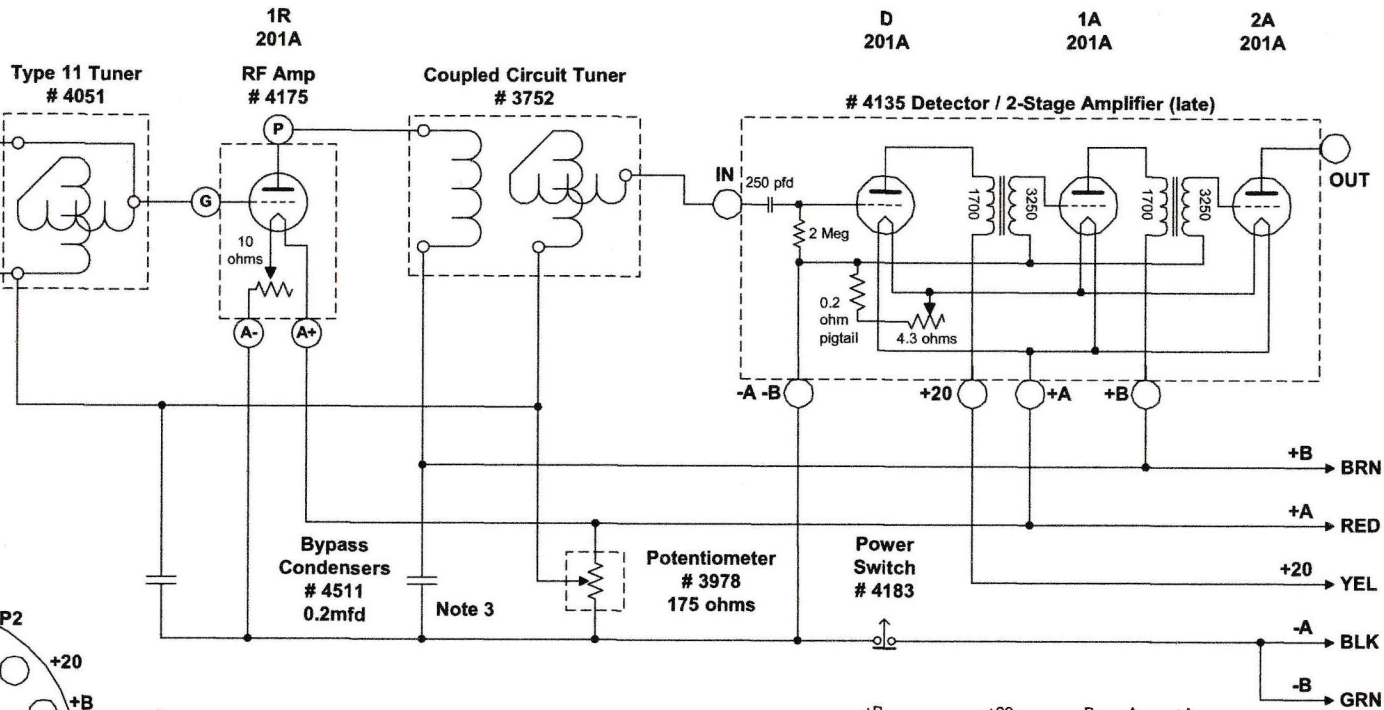 1R
201A
D
201A
1A
201A
2A
201A
Type 11 Tuner
# 4051
RF Amp
# 4175
Coupled Circuit Tuner
# 3752
# 4135 Detector / 2-Stage Amplifier (late)
P
G
10
ohms
A-
A+
IN
250 pfd
2 Meg
0.2
ohm
pigtail
4.3 ohms
1700
3250
1700
3250
OUT
-A -B
+20
+A
+B
+B
BRN
+A
RED
+20
YEL
-A
BLK
-B
GRN
Bypass
Condensers
# 4511
0.2mfd
Note 3
Potentiometer
# 3978
175 ohms
Power
Switch
# 4183
P2
+20
+B